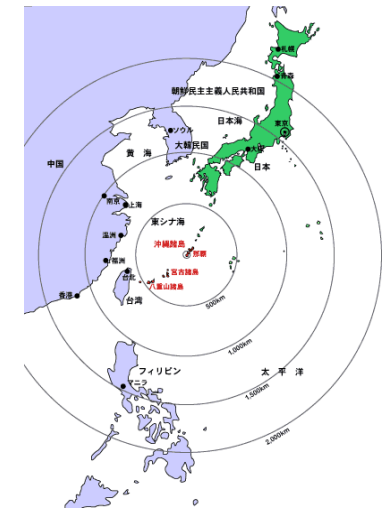 札幌
青森
朝鮮民主主義人民共和国
東京
日本海
ソウル
大韓民国
大阪
中国
黄 海
日本
南京
上海
東シナ海
温洲
沖縄諸島
那覇
福洲
台北
宮古諸島
八重山諸島
香港
台湾
500km
1,000km
フィリピン
太 平 洋
マニラ
1,500km
2,000km